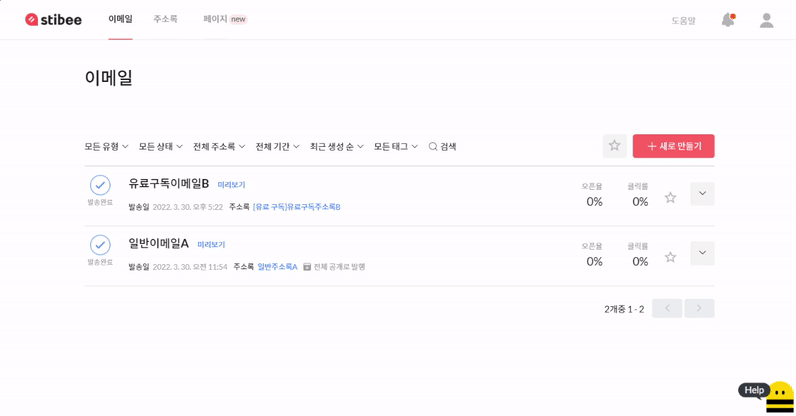 stibee 이메일 주소록 페이지 new 도움말
이메일
모든 유형 모든 상태 전체 주소록 전체 기간 최근 생성 순 모든 태그 검색 새로 만들기
유료구독이메일B 미리보기 오픈율 클릭률
발송완료 발송일 2022. 3. 30. 오후 5:22 주소록 [유료 구독]유료구독주소록B 0% 0%
일반이메일A 미리보기 오픈율 클릭률
발송완료 발송일 2022. 3. 30. 오전 11:54 주소록 일반주소록A 전체 공개로 발행 0% 0%
2개중 1 - 2
Help